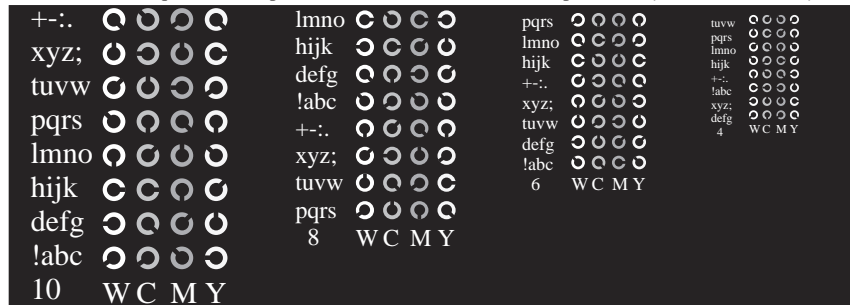 +-:.
xyz;
tuvw
pqrs
lmno
hijk
defg
!abc
10 W C M Y
lmno
hijk
defg
!abc
+-:.
xyz;
tuvw
pqrs
8 W C M Y
pqrs
lmno
hijk
+-:.
xyz;
tuvw
defg
!abc
6 W C M Y
tuvw
pqrs
lmno
hijk
+-:.
!abc
xyz;
defg
4 W C M Y